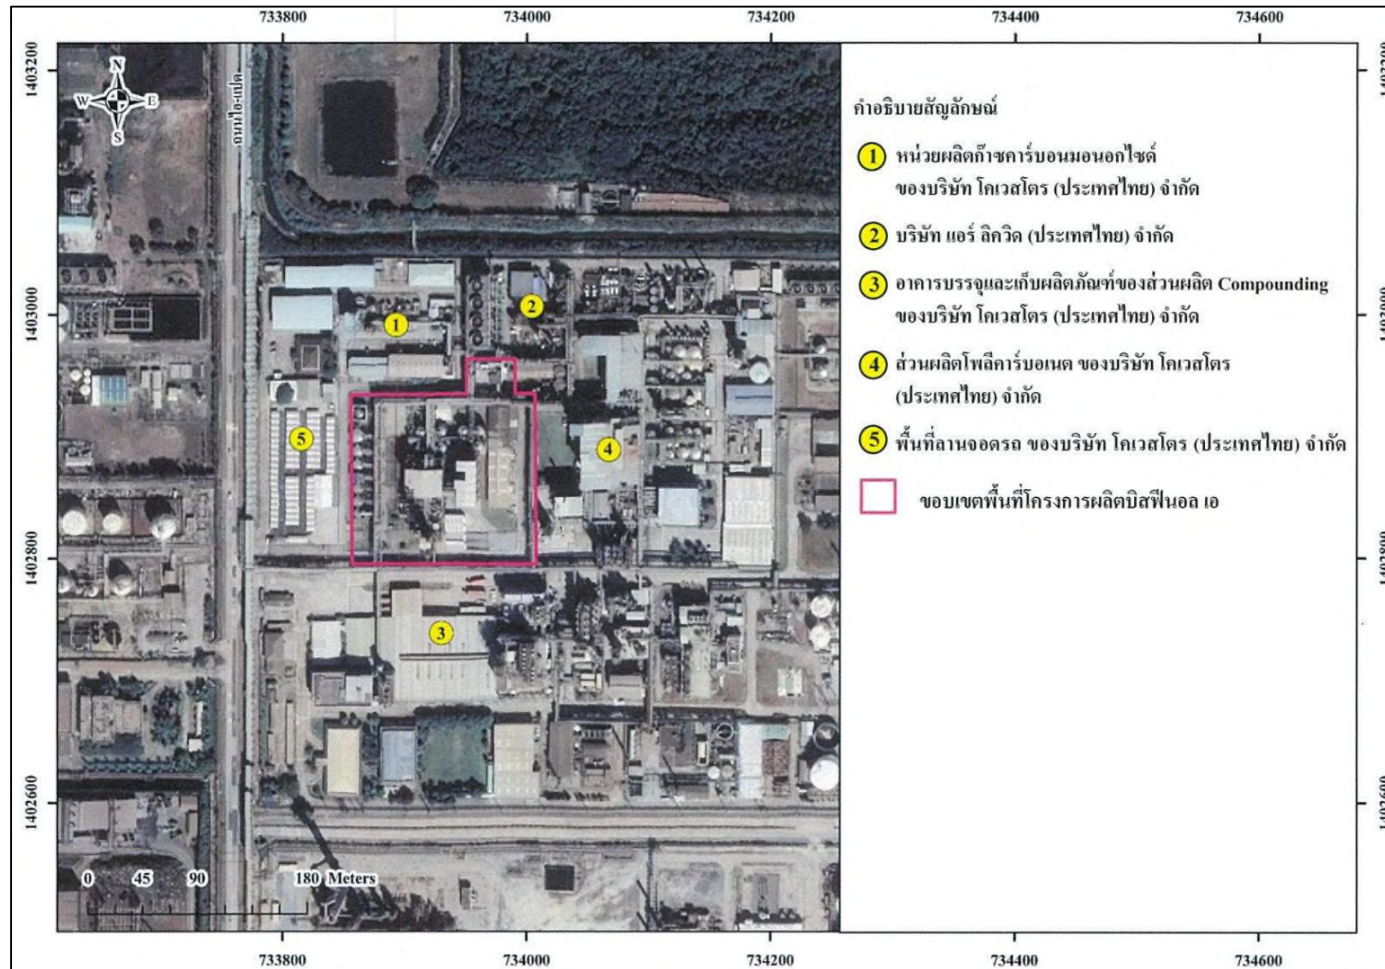 733800
734000
734200
734400
734600
1403200
1403000
1402800
1402600
N
W
E
S
ถนนไอ-แปด
1
2
3
4
5
0 45 90 180 Meters
คำอธิบายสัญลักษณ์
1 หน่วยผลิตก๊าซคาร์บอนมอนอกไซด์
ของบริษัท โคเวสโตร (ประเทศไทย) จำกัด
2 บริษัท แอร์ ลิควิด (ประเทศไทย) จำกัด
3 อาคารบรรจุและเก็บผลิตภัณฑ์ของส่วนผลิต Compounding
ของบริษัท โคเวสโตร (ประเทศไทย) จำกัด
4 ส่วนผลิตโพลีคาร์บอเนต ของบริษัท โคเวสโตร
(ประเทศไทย) จำกัด
5 พื้นที่ลานจอดรถ ของบริษัท โคเวสโตร (ประเทศไทย) จำกัด
ขอบเขตพื้นที่โครงการผลิตบิสฟีนอล เอ
1403200
1403000
1402800
1402600
733800
734000
734200
734400
734600